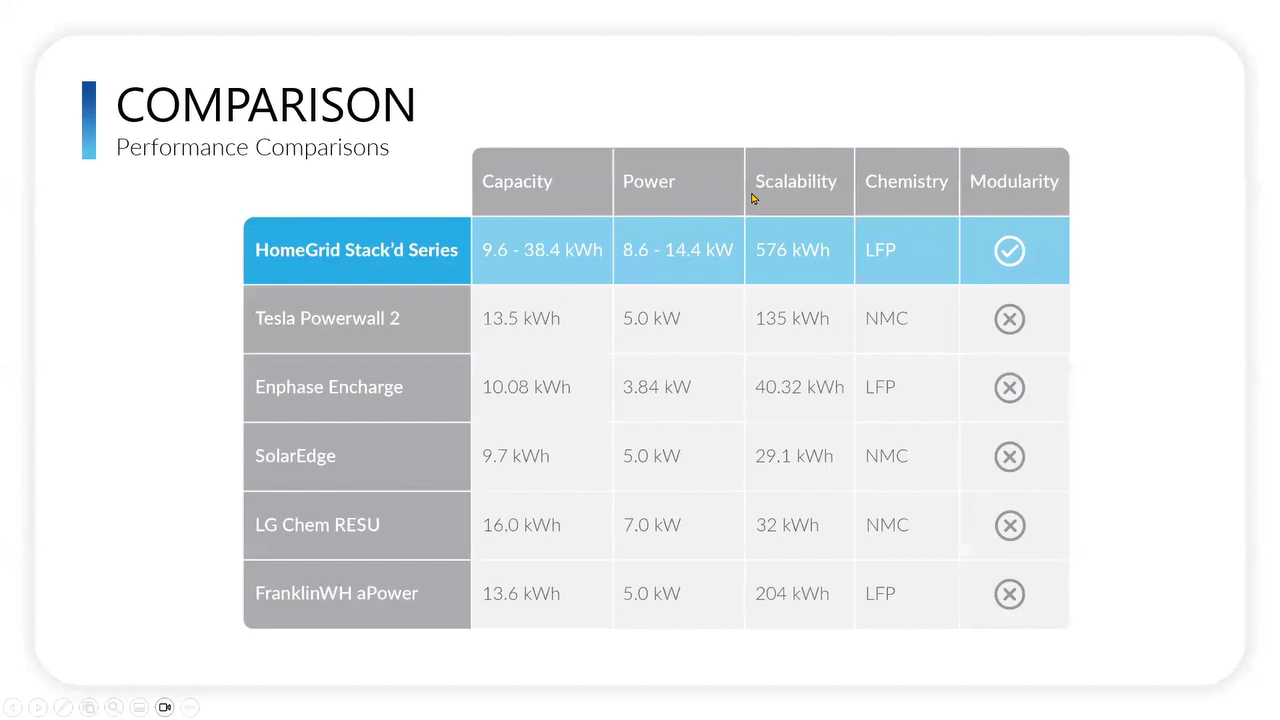 COMPARISON
Performance Comparisons
Capacity Power Scalability Chemistry Modularity
HomeGrid Stack’d Series 9.6 - 38.4 kWh 8.6 - 14.4 kW 576 kWh LFP
Tesla Powerwall 2 13.5 kWh 5.0 kW 135 kWh NMC
Enphase Encharge 10.08 kWh 3.84 kW 40.32 kWh LFP
SolarEdge 9.7 kWh 5.0 kW 29.1 kWh NMC
LG Chem RESU 16.0 kWh 7.0 kW 32 kWh NMC
FranklinWH aPower 13.6 kWh 5.0 kW 204 kWh LFP